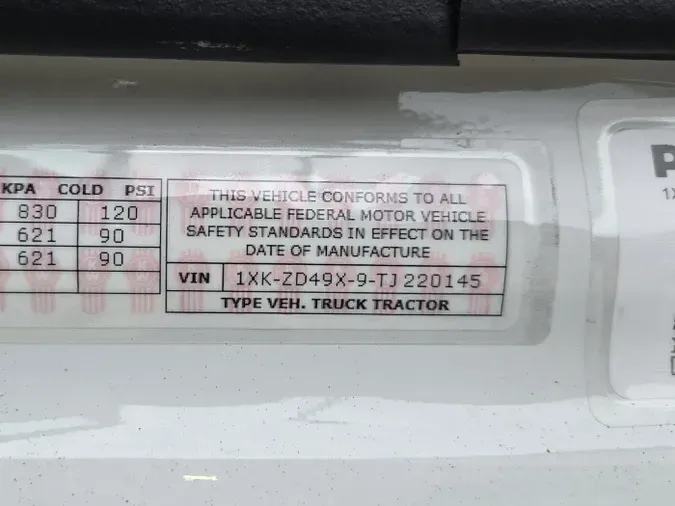 KPA COLD PSI
830 120
621 90
621 90
THIS VEHICLE CONFORMS TO ALL
APPLICABLE FEDERAL MOTOR VEHICLE
SAFETY STANDARDS IN EFFECT ON THE
DATE OF MANUFACTURE
VIN 1XK-ZD49X-9-TJ 220145
TYPE VEH. TRUCK TRACTOR
P
1X